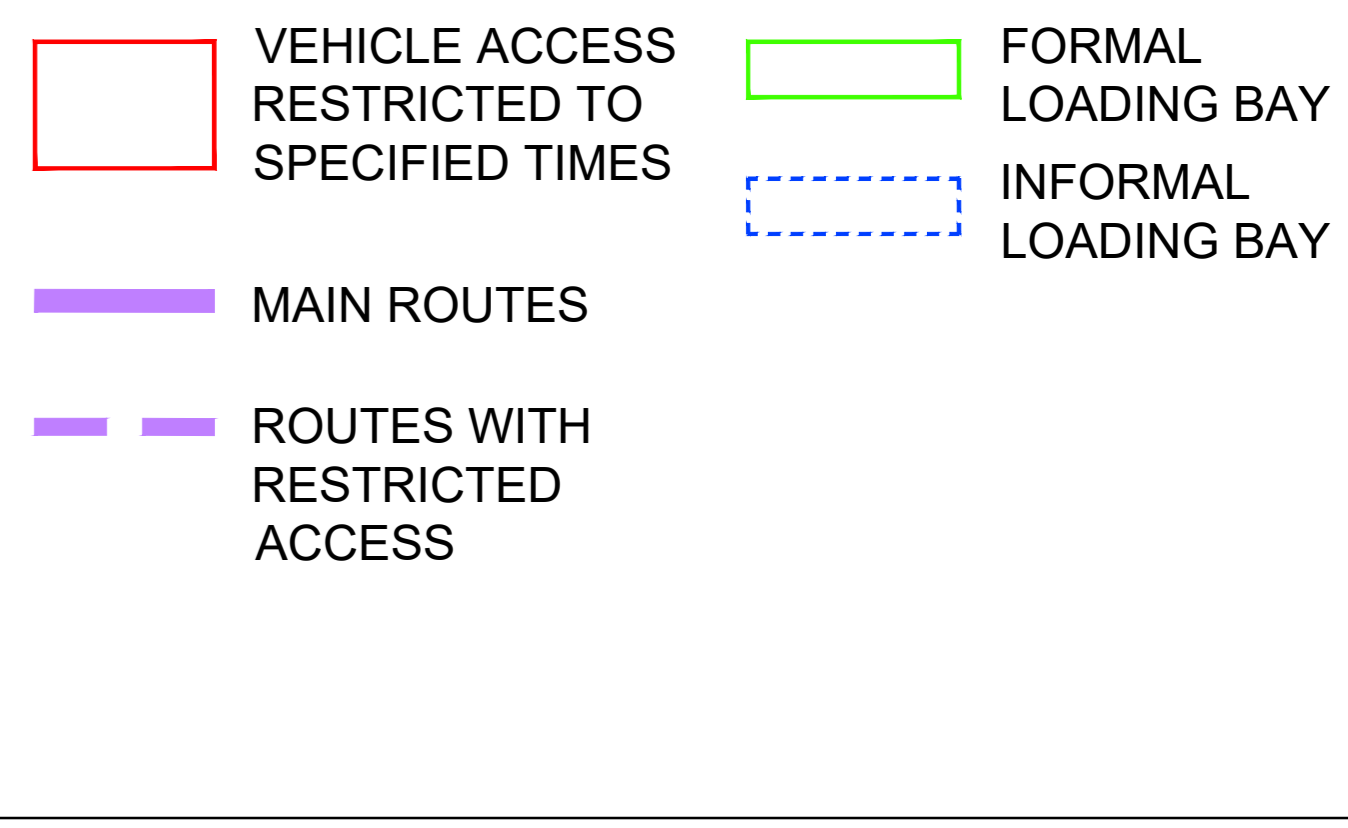 VEHICLE ACCESS
RESTRICTED TO
SPECIFIED TIMES
MAIN ROUTES
ROUTES WITH
RESTRICTED
ACCESS
FORMAL
LOADING BAY
INFORMAL
LOADING BAY